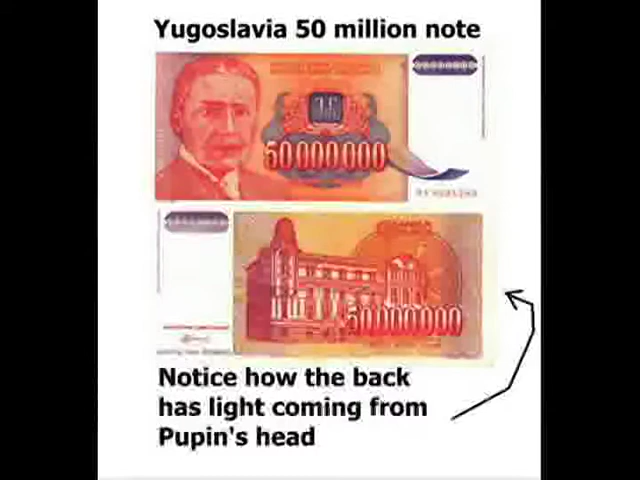 Yugoslavia 50 million note
50000000
50000000
Notice how the back
has light coming from
Pupin's head